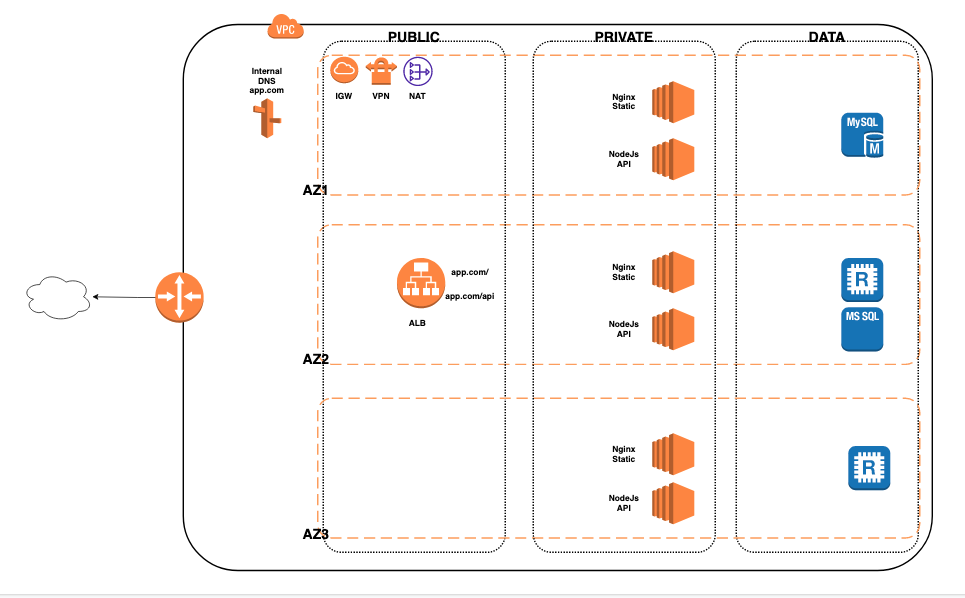 VPC
PUBLIC
PRIVATE
DATA
Internal
DNS
app.com
IGW
VPN
NAT
Nginx
Static
NodeJs
API
MySQL
M
AZ1
app.com/
app.com/api
ALB
Nginx
Static
NodeJs
API
R
MS SQL
AZ2
Nginx
Static
NodeJs
API
R
AZ3